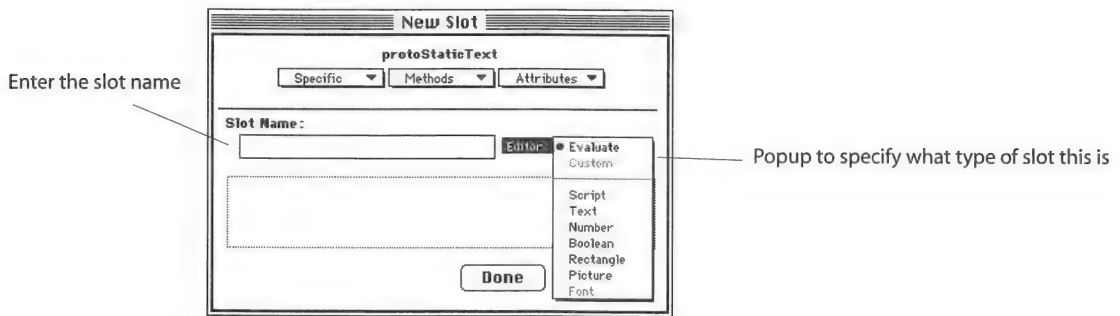 New Slot
protoStaticText
Specific Methods Attributes
Enter the slot name
Slot Name:
Editor Evaluate
Custom
Popup to specify what type of slot this is
Script
Text
Number
Boolean
Rectangle
Picture
Font
Done